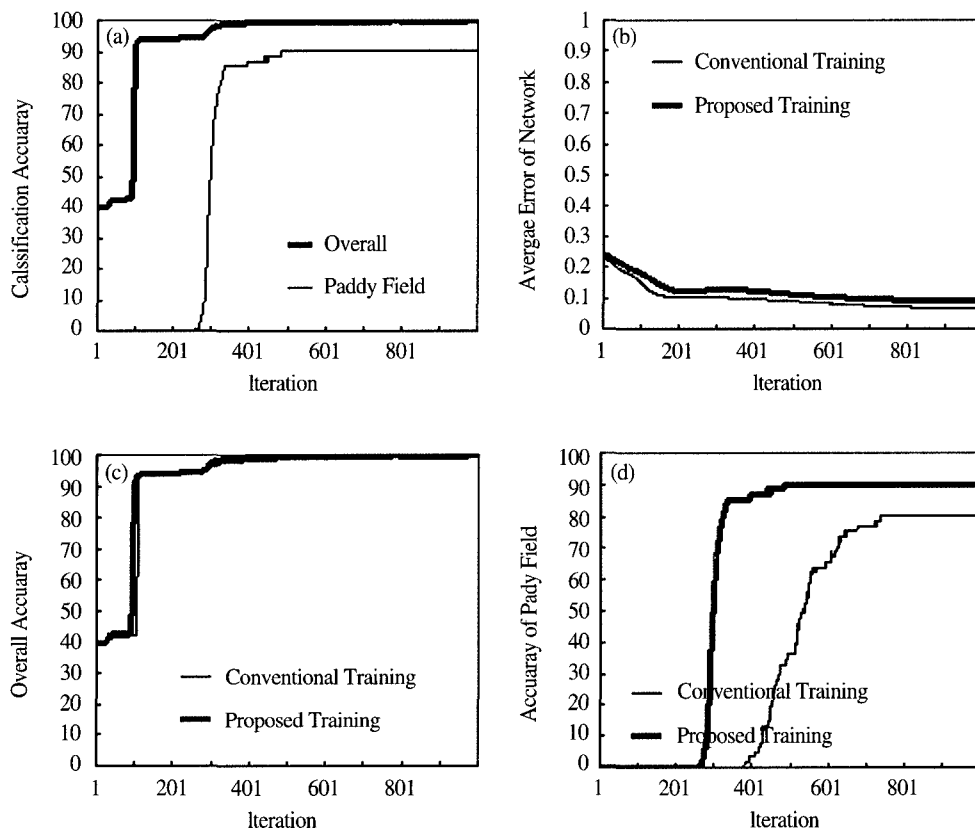 (a)
Calssification Accuaray
100
90
80
70
60
50
40
30
20
10
0
Overall
Paddy Field
1 201 401 601 801
Iteration
(b)
Avergae Error of Network
1
0.9
0.8
0.7
0.6
0.5
0.4
0.3
0.2
0.1
0
Conventional Training
Proposed Training
1 201 401 601 801
Iteration
(c)
Overall Accuaray
100
90
80
70
60
50
40
30
20
10
0
Conventional Training
Proposed Training
1 201 401 601 801
Iteration
(d)
Accuaray of Pady Field
100
90
80
70
60
50
40
30
20
10
0
Conventional Training
Proposed Training
1 201 401 601 801
Iteration